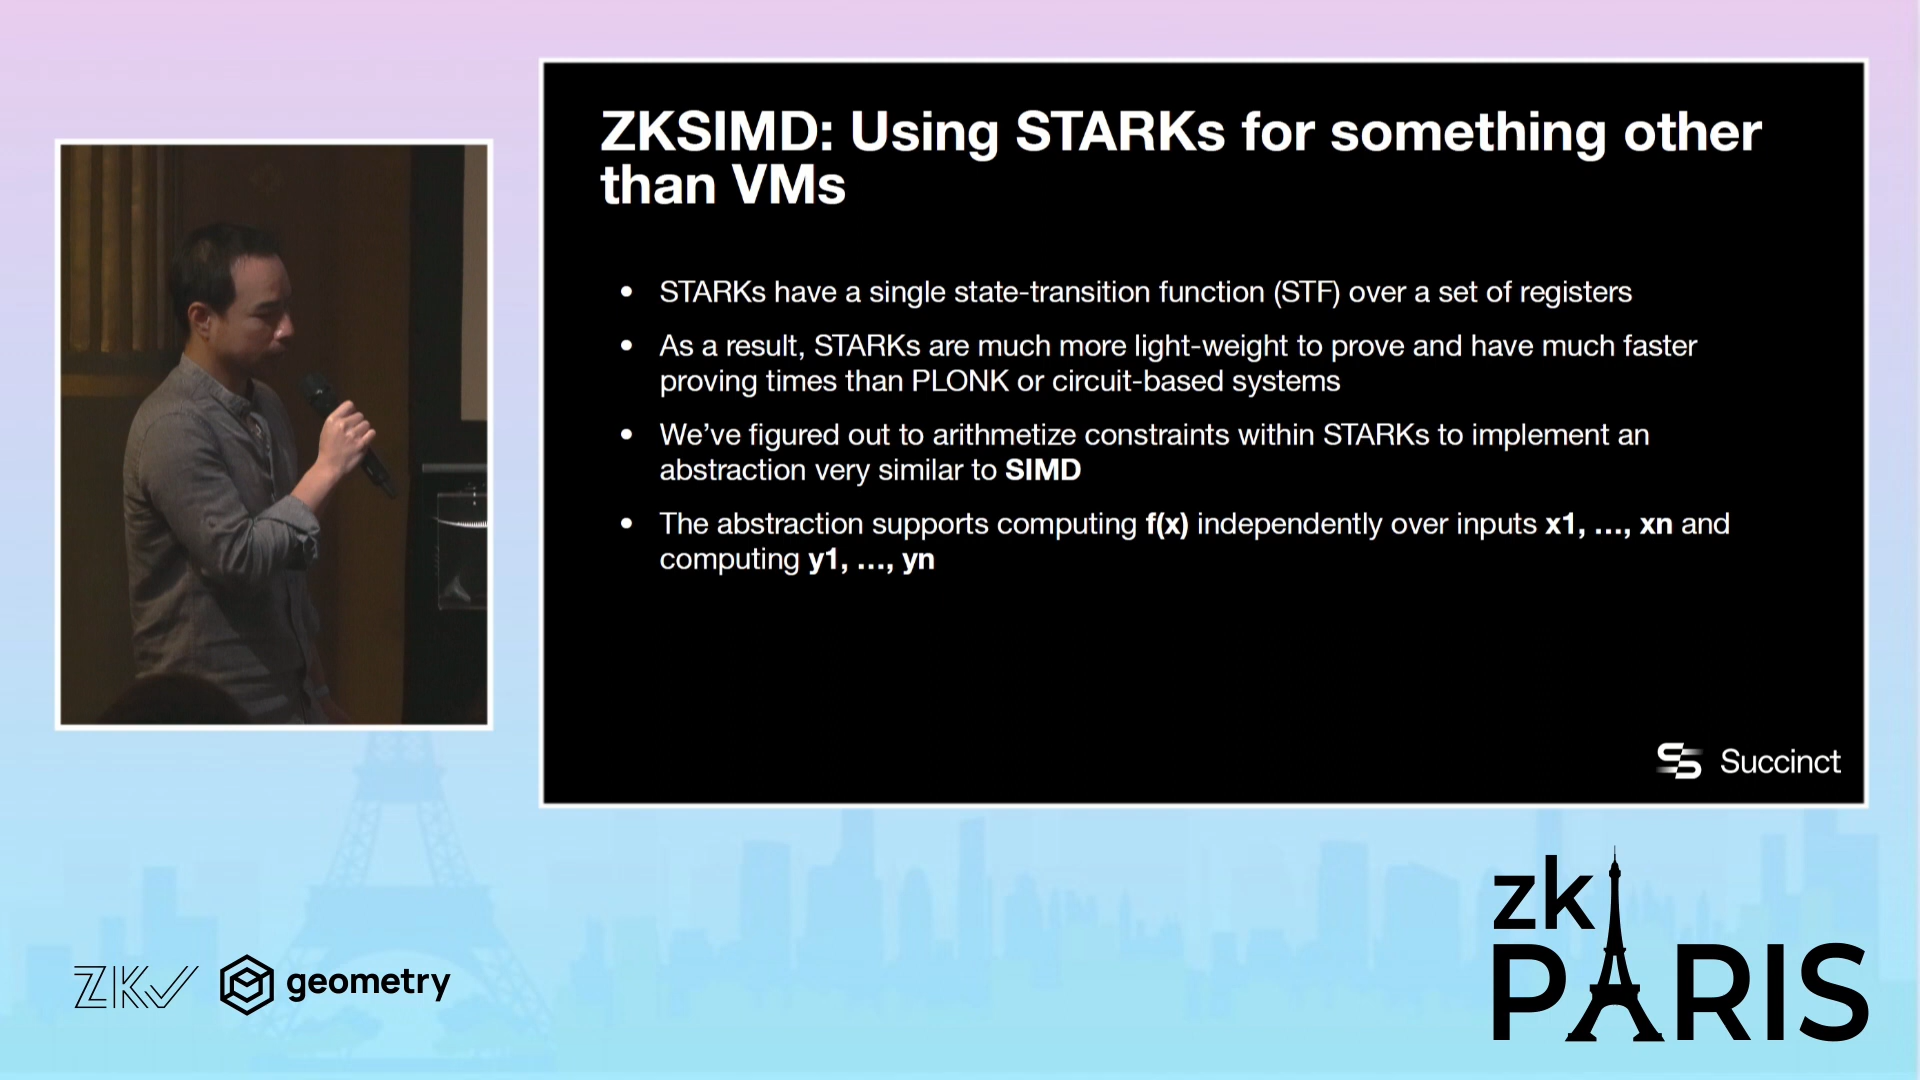 ZKSIMD: Using STARKs for something other
than VMs
• STARKs have a single state-transition function (STF) over a set of registers
• As a result, STARKs are much more light-weight to prove and have much faster
proving times than PLONK or circuit-based systems
• We’ve figured out to arithmetize constraints within STARKs to implement an
abstraction very similar to SIMD
• The abstraction supports computing f(x) independently over inputs x1, ..., xn and
computing y1, ..., yn
Succinct
ZKV
geometry
zk
PARIS